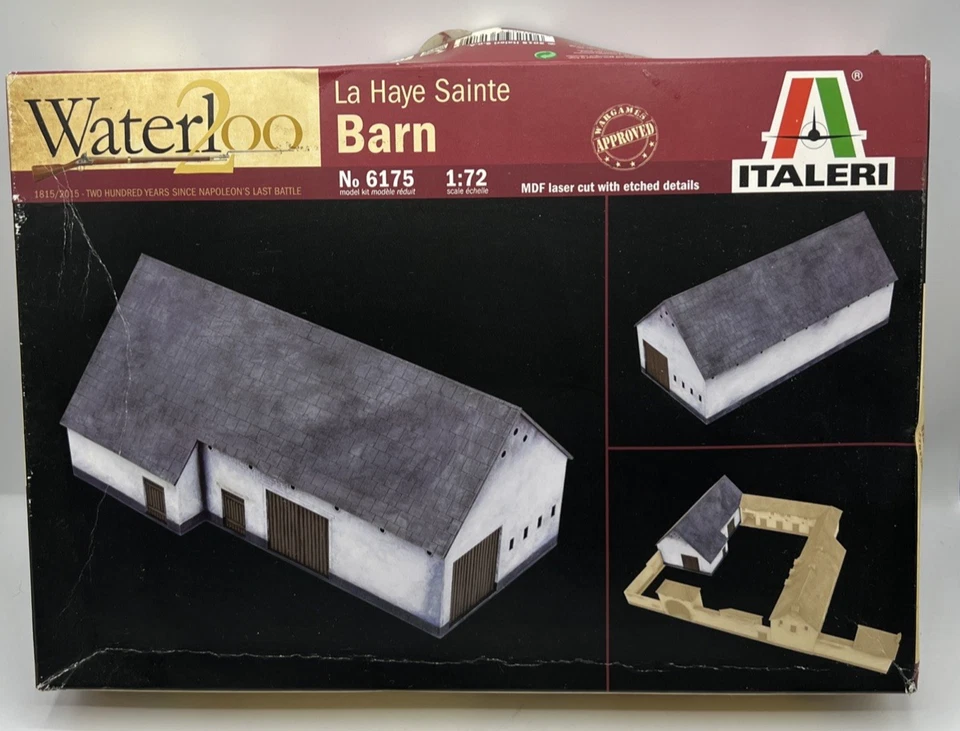 Waterloo
200
1815/2015 - TWO HUNDRED YEARS SINCE NAPOLEON'S LAST BATTLE
La Haye Sainte
Barn
No 6175
model kit modèle réduit
1:72
scale échelle
MDF laser cut with etched details
WARGAMES
APPROVED
®
ITALERI